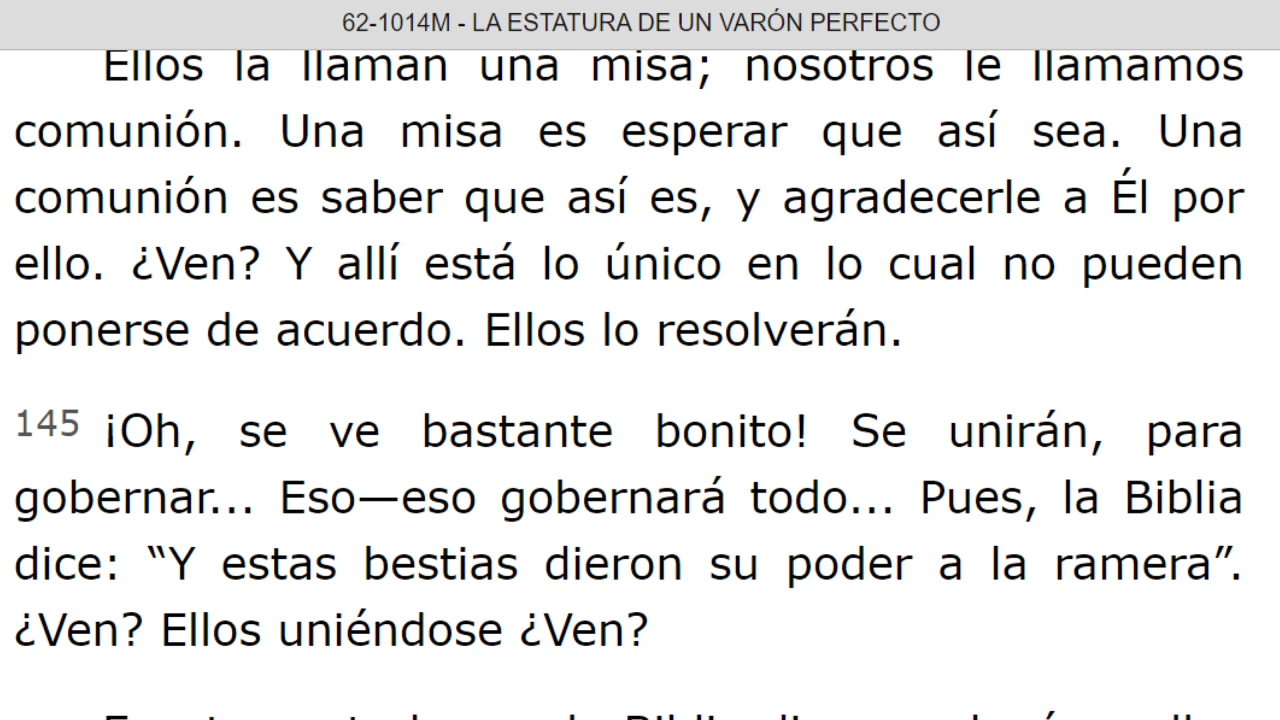 62-1014M - LA ESTATURA DE UN VARÓN PERFECTO
Ellos la llaman una misa; nosotros le llamamos
comunión. Una misa es esperar que así sea. Una
comunión es saber que así es, y agradecerle a Él por
ello. ¿Ven? Y allí está lo único en lo cual no pueden
ponerse de acuerdo. Ellos lo resolverán.
145 ¡Oh, se ve bastante bonito! Se unirán, para
gobernar... Eso—eso gobernará todo... Pues, la Biblia
dice: “Y estas bestias dieron su poder a la ramera”.
¿Ven? Ellos uniéndose ¿Ven?